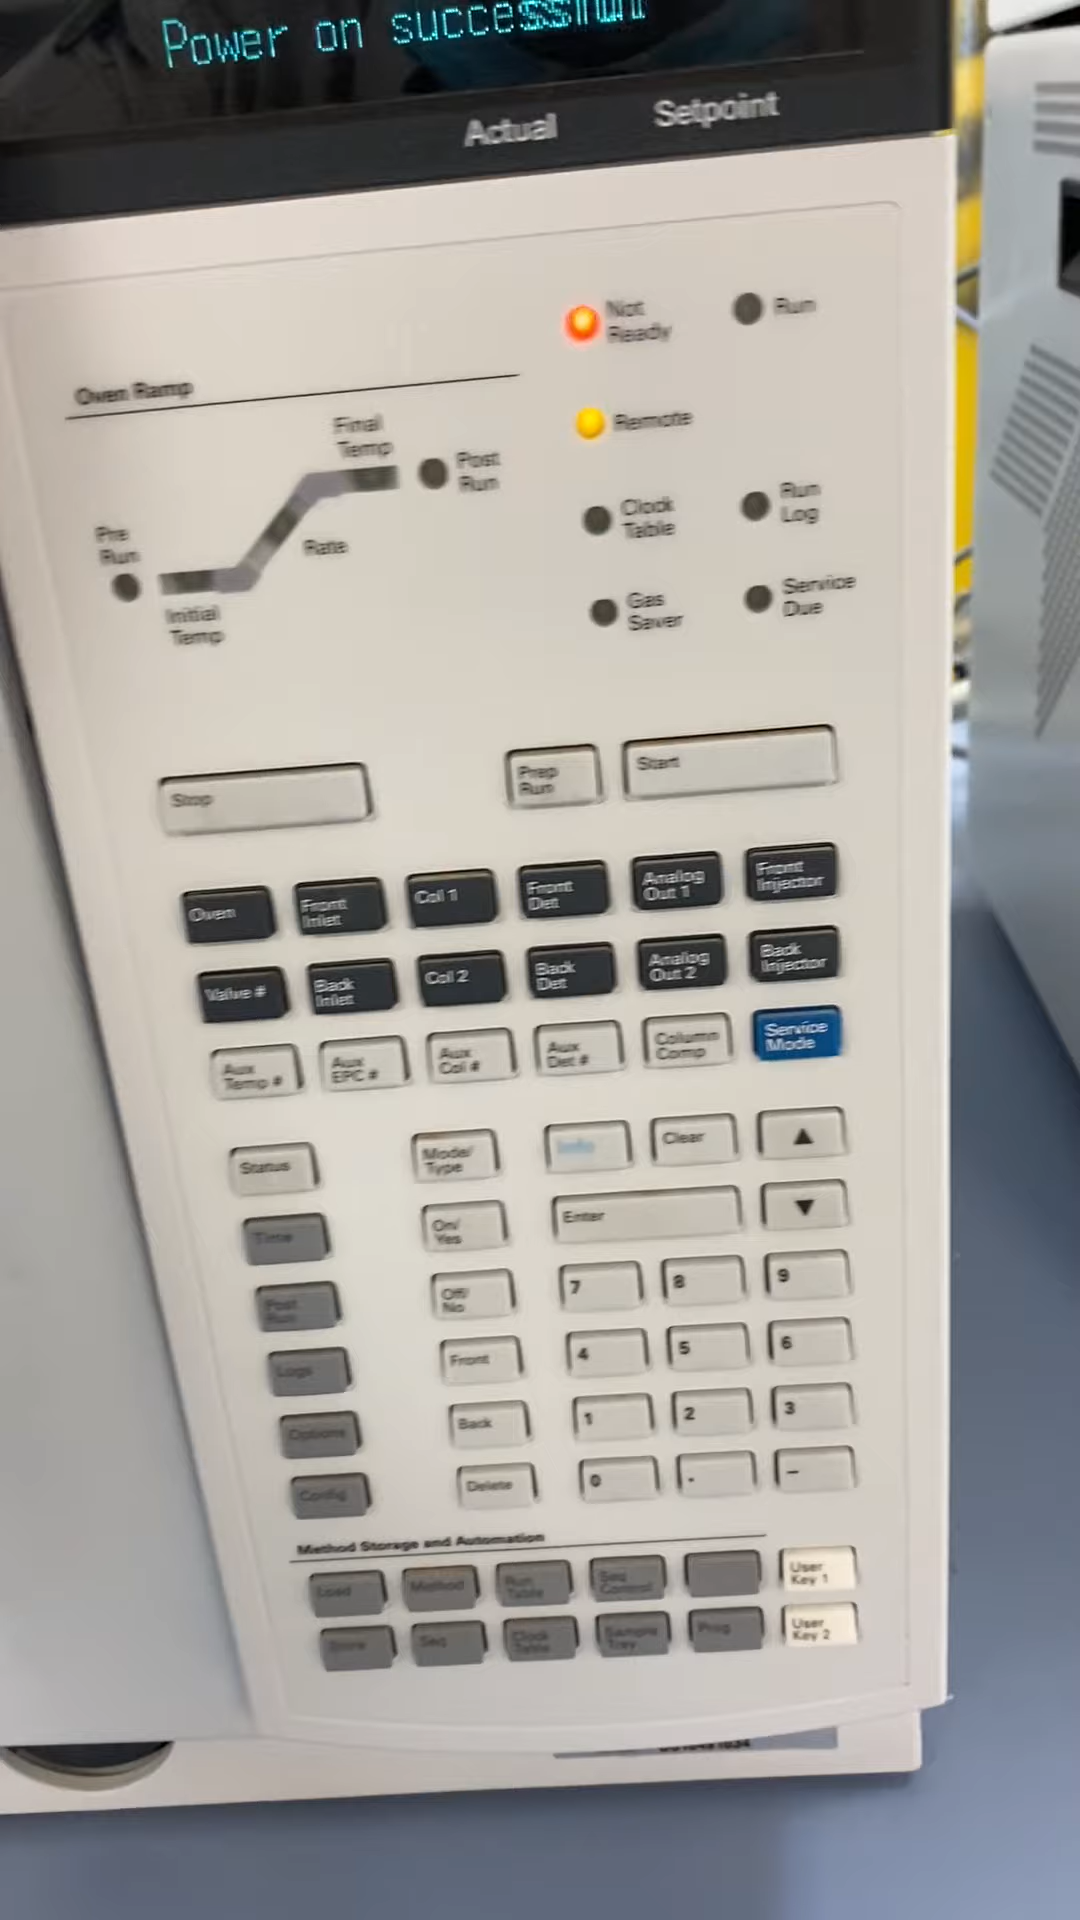 Power on successful
Actual
Setpoint
Not
Ready
Run
Oven Ramp
Remote
Final
Temp
Post
Run
Clock
Table
Run
Log
Pre
Run
Rate
Gas
Saver
Service
Due
Initial
Temp
Stop
Prep
Run
Start
Oven
Front
Inlet
Col 1
Front
Det
Analog
Out 1
Front
Injector
Valve #
Back
Inlet
Col 2
Back
Det
Analog
Out 2
Back
Injector
Aux
Temp #
Aux
EPC #
Aux
Col #
Aux
Det #
Column
Comp
Service
Mode
Status
Mode/
Type
Info
Clear
▲
Time
On/
Yes
Enter
▼
Post
Run
Off/
No
7
8
9
Logs
Front
4
5
6
Options
Back
1
2
3
Config
Delete
0
.
–
Method Storage and Automation
Load
Method
Run
Table
Seq
Control
User
Key 1
Store
Seq
Clock
Table
Sample
Tray
Prog
User
Key 2